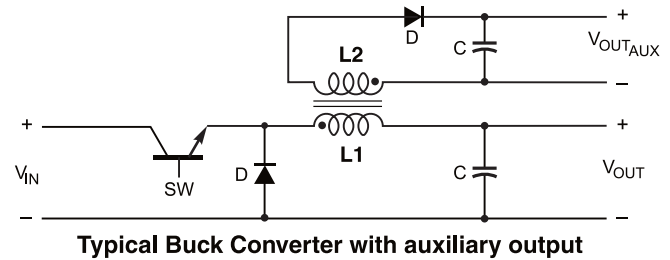 +
D
C
VOUTAUX
L2
−
+
+
L1
VIN
SW
D
C
VOUT
−
−
Typical Buck Converter with auxiliary output